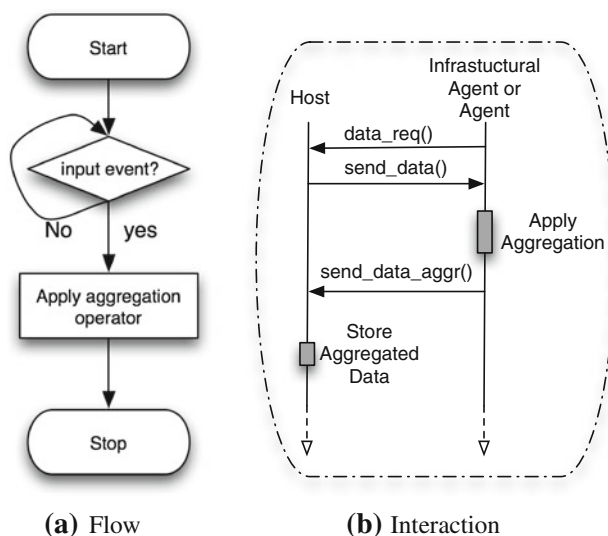 Start
input event?
No
yes
Apply aggregation
operator
Stop
(a) Flow
Host
Infrastuctural
Agent or
Agent
data_req()
send_data()
Apply
Aggregation
send_data_aggr()
Store
Aggregated
Data
(b) Interaction